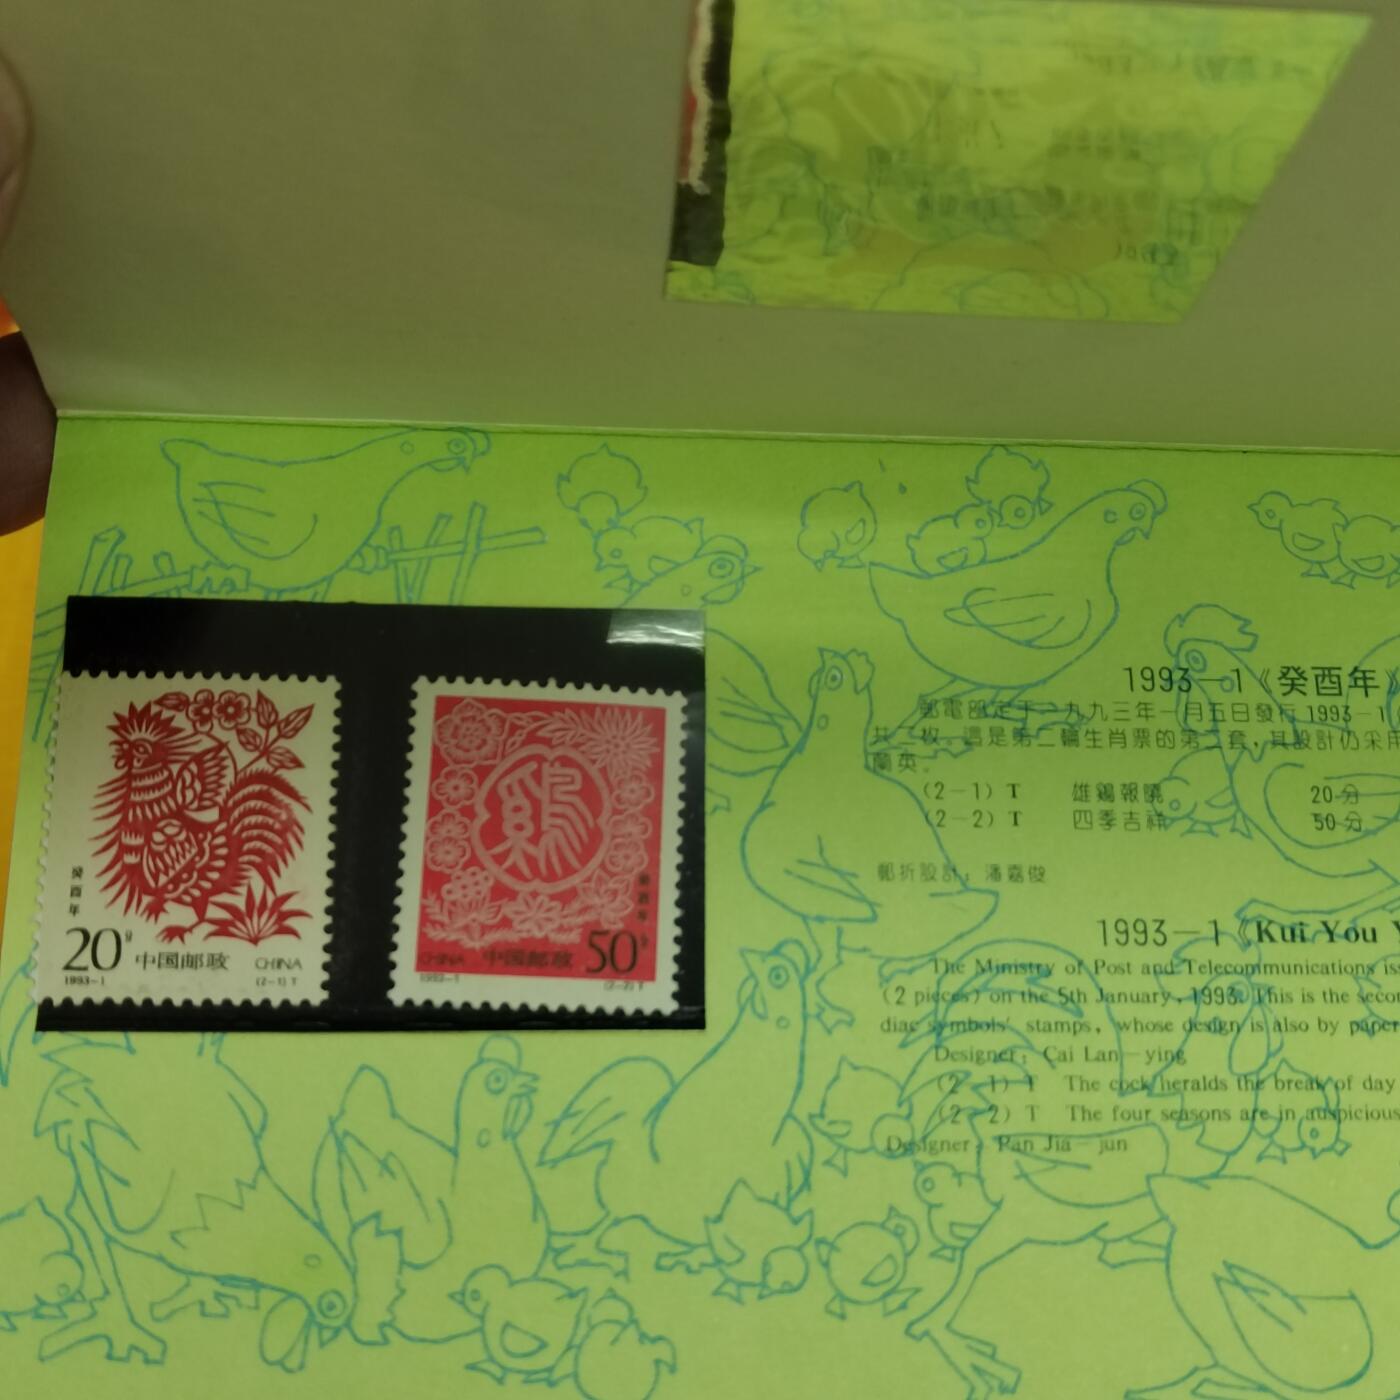 癸酉年
20分 中国邮政 CHINA
1993-1 (2-1) T
癸酉年
CHINA 中国邮政 50分
1993-1 (2-2) T
1993—1《癸酉年》
郵電部定于一九九三年一月五日發行 1993－1
共二枚。這是第二輪生肖票的第二套，其設計仍采用
蘭英。
(2－1) T 雄鷄報曉 20分
(2－2) T 四季吉祥 50分
郵折設計：潘嘉俊
1993—1《Kui You Y
The Ministry of Post and Telecommunications iss
(2 pieces) on the 5th January, 1993. This is the secon
diac symbols' stamps, whose design is also by paper
Designer: Cai Lan—ying
(2－1) T The cock heralds the break of day
(2－2) T The four seasons are in auspicious
Designer: Pan Jia—jun